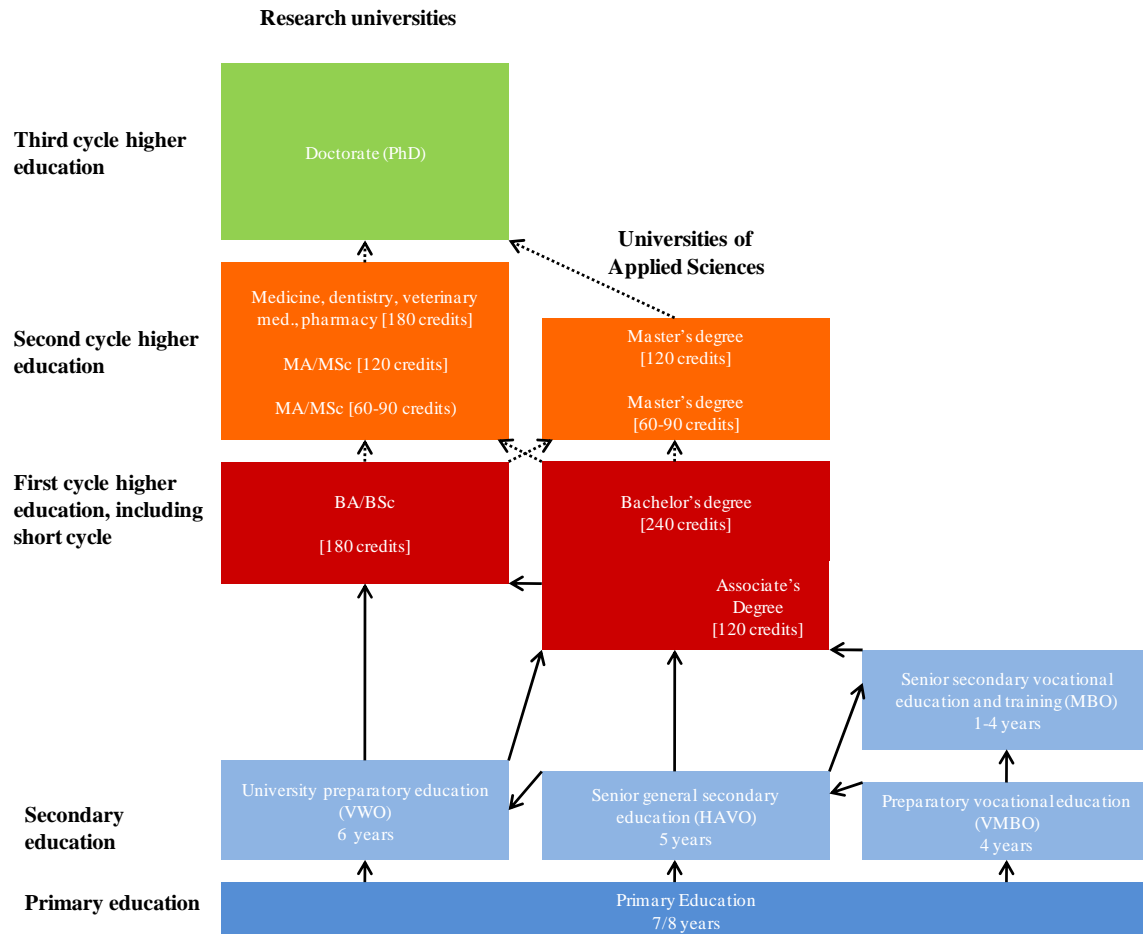 Research universities
Third cycle higher
education
Doctorate (PhD)
Universities of
Applied Sciences
Second cycle higher
education
Medicine, dentistry, veterinary
med., pharmacy [180 credits]
MA/MSc [120 credits]
MA/MSc [60-90 credits)
Master's degree
[120 credits]
Master's degree
[60-90 credits]
First cycle higher
education, including
short cycle
BA/BSc
[180 credits]
Bachelor's degree
[240 credits]
Associate's
Degree
[120 credits]
Senior secondary vocational
education and training (MBO)
1-4 years
Secondary
education
University preparatory education
(VWO)
6 years
Senior general secondary
education (HAVO)
5 years
Preparatory vocational education
(VMBO)
4 years
Primary education
Primary Education
7/8 years